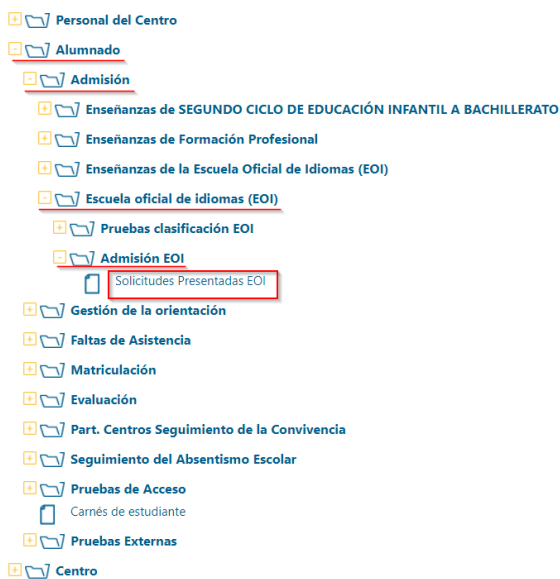 Personal del Centro
Alumnado
Admisión
Enseñanzas de SEGUNDO CICLO DE EDUCACIÓN INFANTIL A BACHILLERATO
Enseñanzas de Formación Profesional
Enseñanzas de la Escuela Oficial de Idiomas (EOI)
Escuela oficial de idiomas (EOI)
Pruebas clasificación EOI
Admisión EOI
Solicitudes Presentadas EOI
Gestión de la orientación
Faltas de Asistencia
Matriculación
Evaluación
Part. Centros Seguimiento de la Convivencia
Seguimiento del Absentismo Escolar
Pruebas de Acceso
Carnés de estudiante
Pruebas Externas
Centro